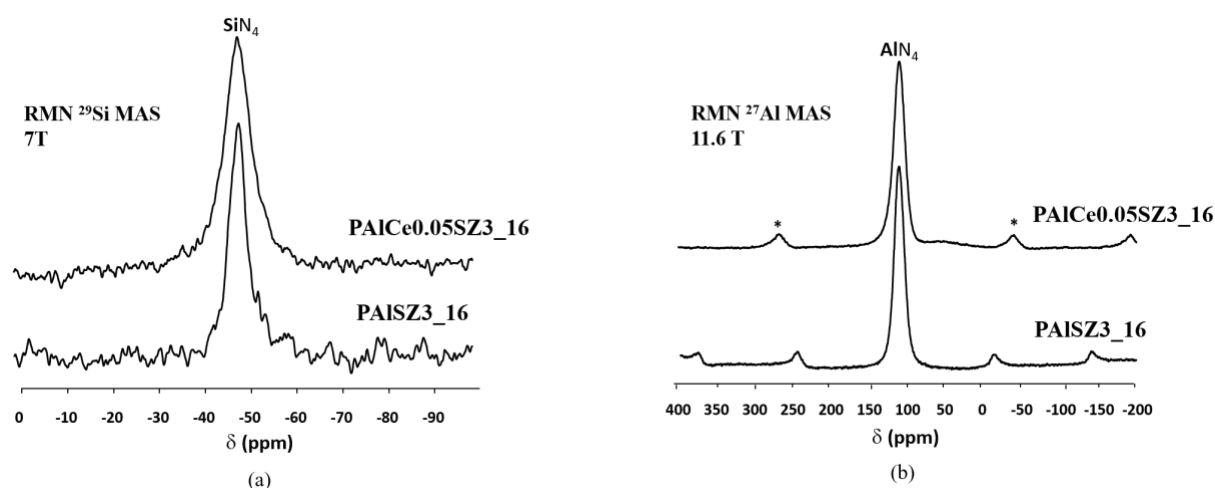 SiN₄
RMN ²⁹Si MAS
7T
PAlCe0.05SZ3_16
PAlSZ3_16
0 -10 -20 -30 -40 -50 -60 -70 -80 -90
δ (ppm)
(a)
AlN₄
RMN ²⁷Al MAS
11.6 T
* *
PAlCe0.05SZ3_16
PAlSZ3_16
400 350 300 250 200 150 100 50 0 -50 -100 -150 -200
δ (ppm)
(b)